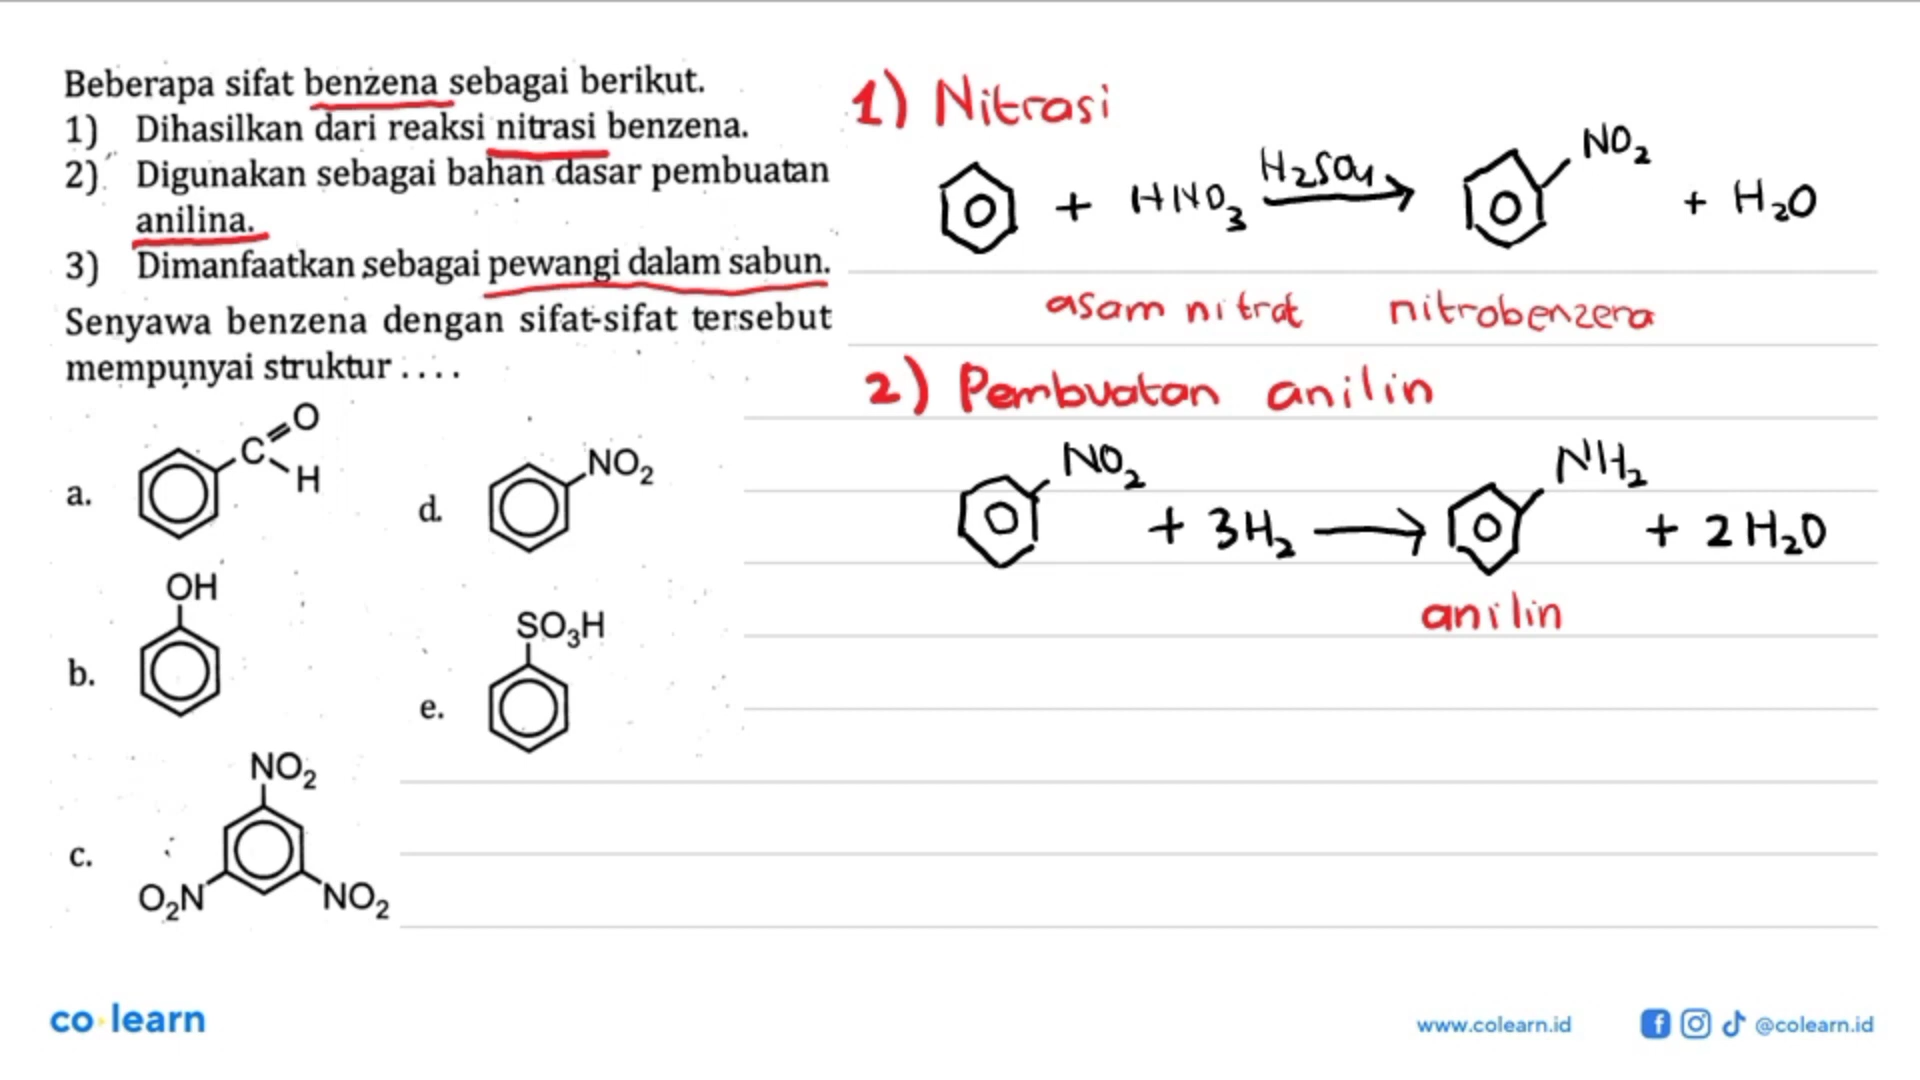 Beberapa sifat benzena sebagai berikut.
1) Dihasilkan dari reaksi nitrasi benzena.
2) Digunakan sebagai bahan dasar pembuatan
anilina.
3) Dimanfaatkan sebagai pewangi dalam sabun.
Senyawa benzena dengan sifat-sifat tersebut
mempunyai struktur ....
a. C O H
b. OH
c. NO₂ O₂N NO₂
d. NO₂
e. SO₃H
1) Nitrasi
+ HNO₃ H₂SO₄ → NO₂ + H₂O
asam nitrat nitrobenzena
2) Pembuatan anilin
NO₂ + 3H₂ → NH₂ + 2H₂O
anilin
co learn
www.colearn.id @colearn.id